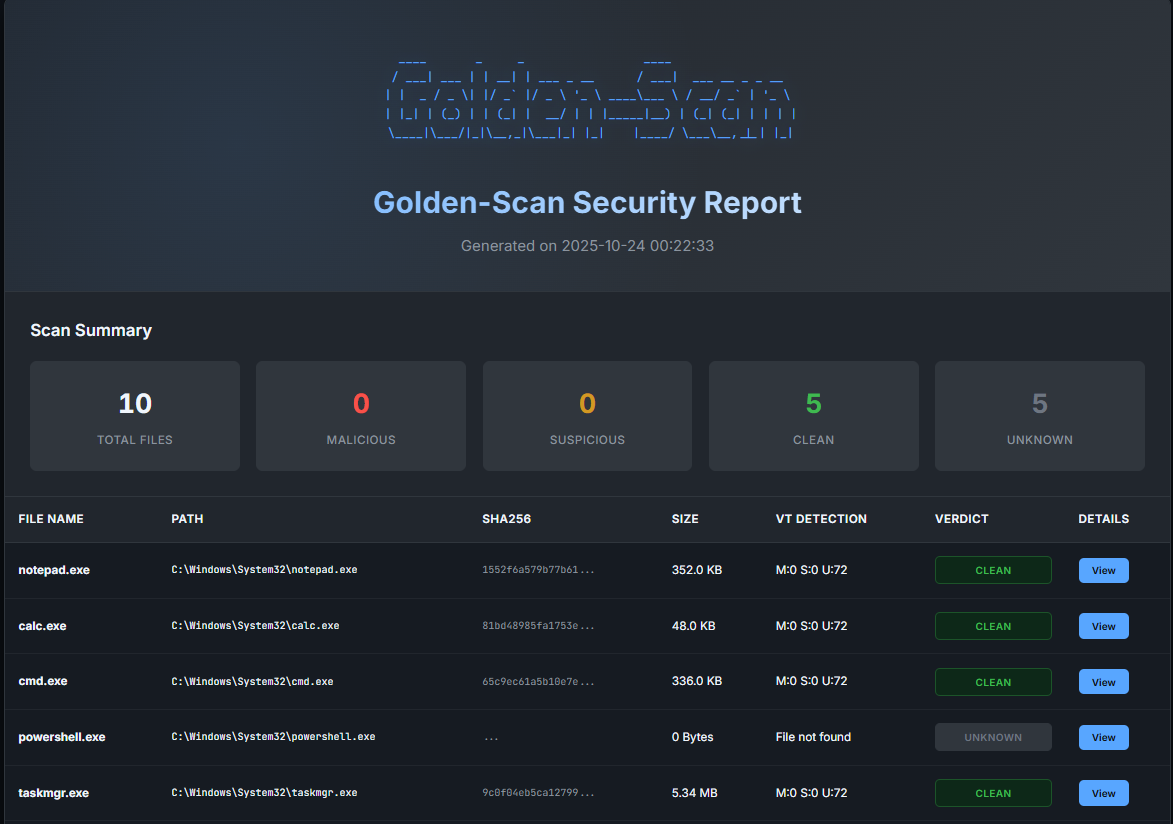 Golden-Scan
Golden-Scan Security Report
Generated on 2025-10-24 00:22:33
Scan Summary
10 0 0 5 5
TOTAL FILES MALICIOUS SUSPICIOUS CLEAN UNKNOWN
FILE NAME PATH SHA256 SIZE VT DETECTION VERDICT DETAILS
notepad.exe C:\Windows\System32\notepad.exe 1552f6a579b77b61... 352.0 KB M:0 S:0 U:72 CLEAN View
calc.exe C:\Windows\System32\calc.exe 81bd48985fa1753e... 48.0 KB M:0 S:0 U:72 CLEAN View
cmd.exe C:\Windows\System32\cmd.exe 65c9ec61a5b10e7e... 336.0 KB M:0 S:0 U:72 CLEAN View
powershell.exe C:\Windows\System32\powershell.exe ... 0 Bytes File not found UNKNOWN View
taskmgr.exe C:\Windows\System32\taskmgr.exe 9c0f04eb5ca12799... 5.34 MB M:0 S:0 U:72 CLEAN View